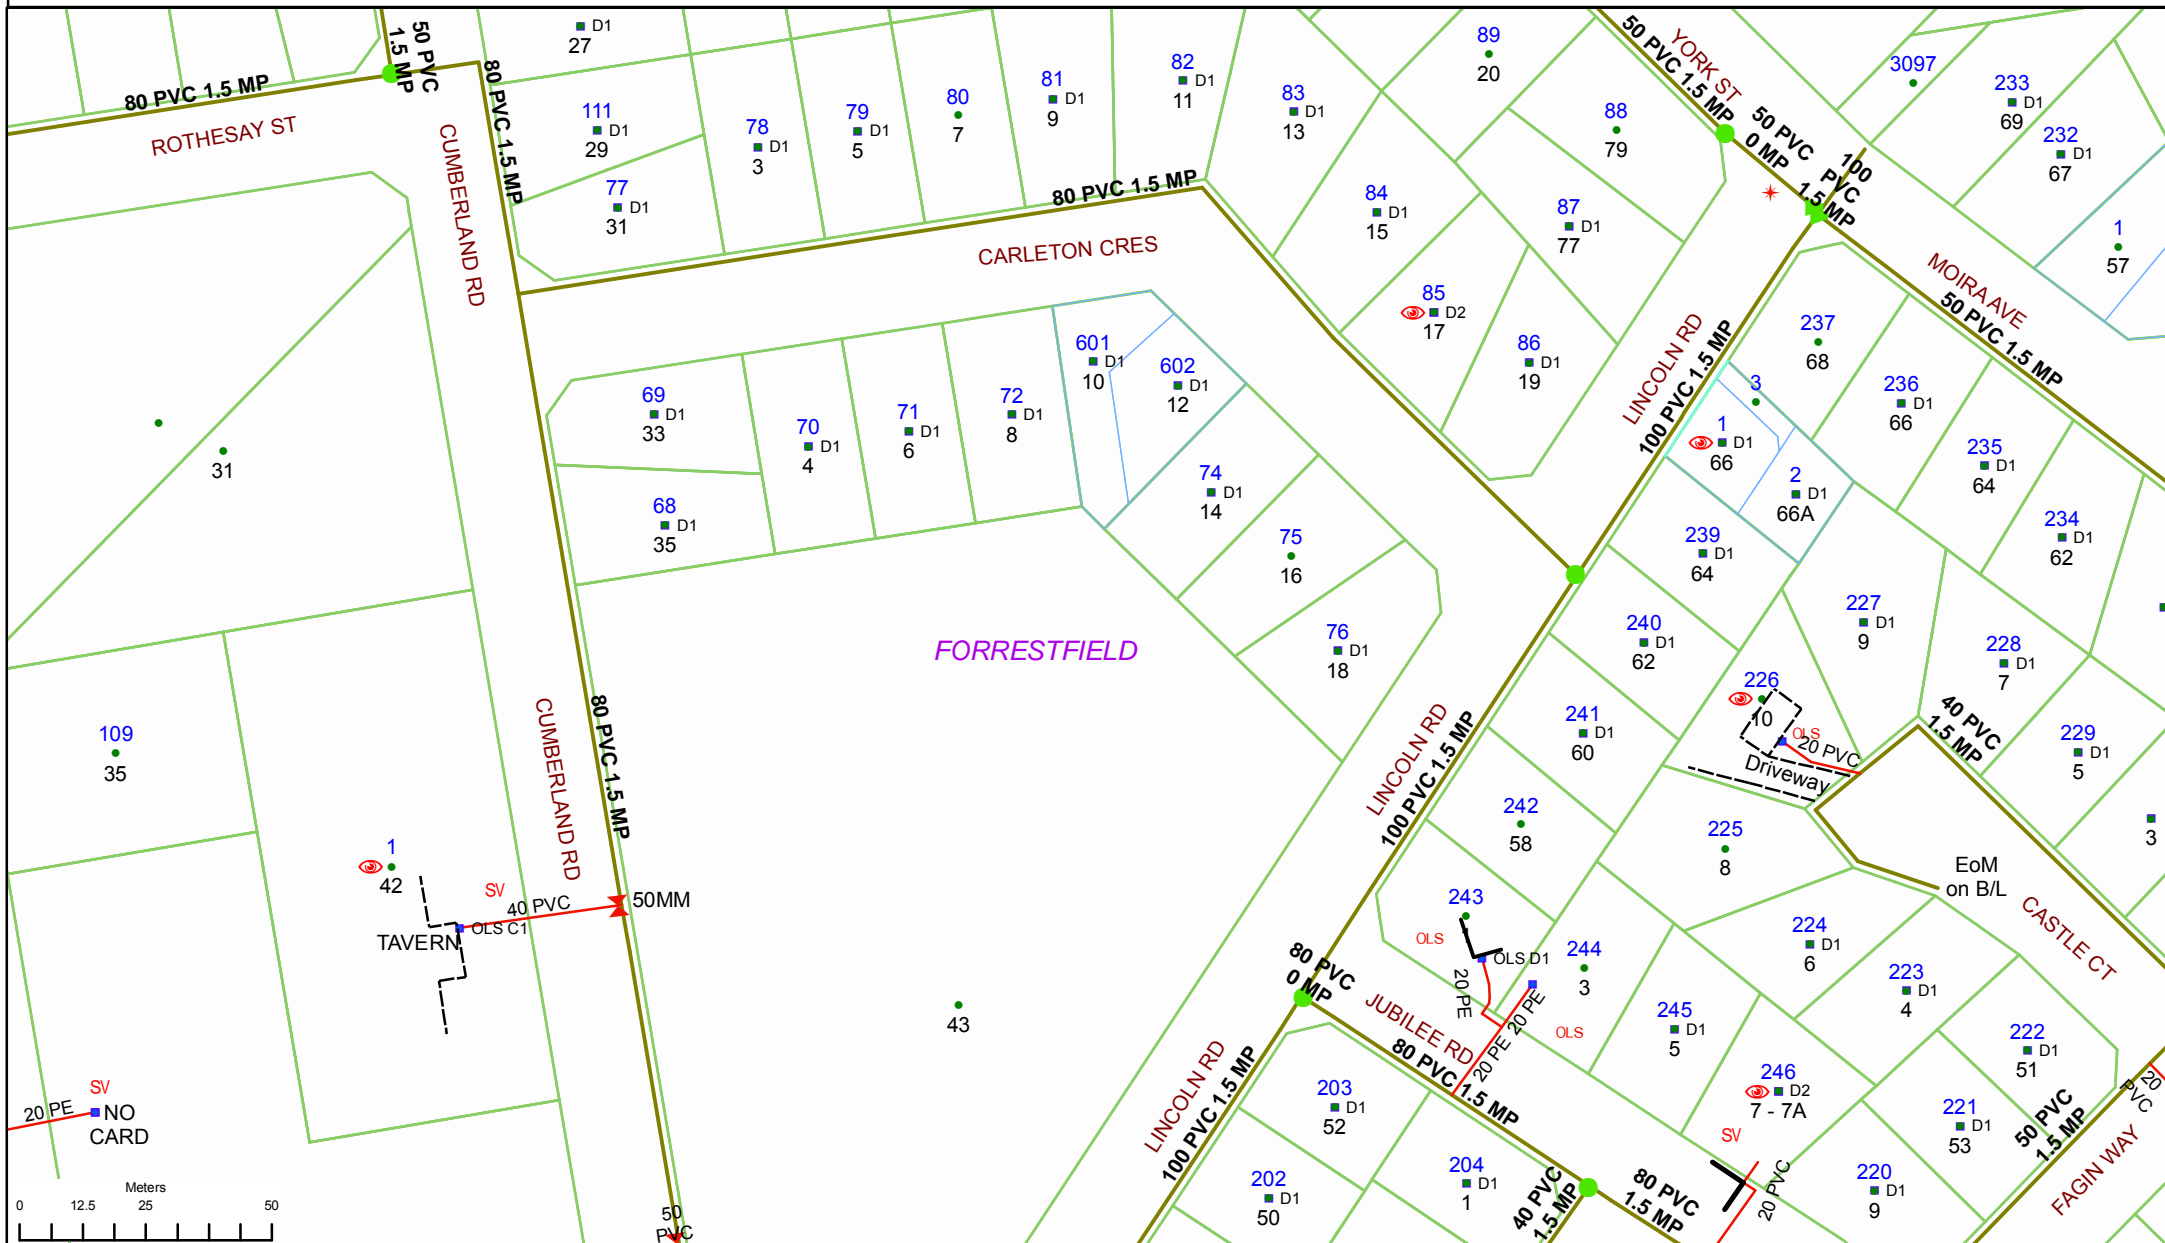 50 PVC
1.5 MP
80 PVC 1.5 MP
ROTHESAY ST
CUMBERLAND RD
80 PVC 1.5 MP
D1
27
111
D1
29
77
D1
31
78
D1
3
79
D1
5
80
7
81
D1
9
82
D1
11
83
D1
13
80 PVC 1.5 MP
CARLETON CRES
89
20
88
79
84
D1
15
87
D1
77
85
D2
17
86
D1
19
YORK ST
50 PVC 1.5 MP
50 PVC
0 MP
100
PVC
1.5 MP
3097
233
D1
69
232
D1
67
1
57
MOIRA AVE
50 PVC 1.5 MP
LINCOLN RD
100 PVC 1.5 MP
237
68
236
D1
66
235
D1
64
234
D1
62
3
1
D1
66
2
D1
66A
239
D1
64
240
D1
62
241
D1
60
242
58
31
69
D1
33
68
D1
35
70
D1
4
71
D1
6
72
D1
8
601
D1
10
602
D1
12
74
D1
14
75
16
76
D1
18
FORRESTFIELD
227
D1
9
228
D1
7
229
D1
5
3
226
10
OLS
20 PVC
Driveway
40 PVC
1.5 MP
225
8
EoM
on B/L
CASTLE CT
109
35
CUMBERLAND RD
80 PVC 1.5 MP
1
42
SV
40 PVC
50MM
TAVERN
OLS C1
43
LINCOLN RD
100 PVC 1.5 MP
243
OLS
OLS D1
20 PE
20 PE
20 PE
244
3
OLS
245
D1
5
224
D1
6
223
D1
4
222
D1
51
221
D1
53
220
D1
9
246
D2
7 - 7A
SV
20 PVC
50 PVC
1.5 MP
20
PVC
FAGIN WAY
80 PVC
0 MP
JUBILEE RD
80 PVC 1.5 MP
LINCOLN RD
100 PVC 1.5 MP
203
D1
52
202
D1
50
204
D1
1
40 PVC
1.5 MP
80 PVC
1.5 MP
SV
20 PE
NO
CARD
50
PVC
Meters
0 12.5 25 50